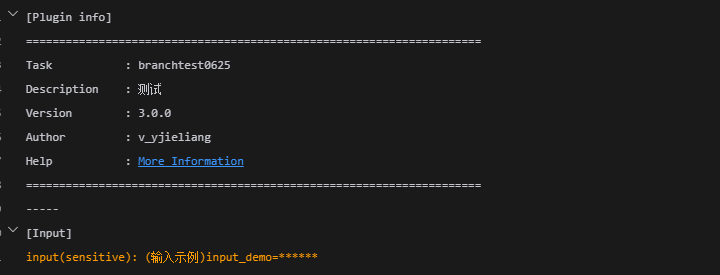 [Plugin info]
=====================================================================
Task : branchtest0625
Description : 测试
Version : 3.0.0
Author : v_yjieliang
Help : More Information
=====================================================================
-----
[Input]
input(sensitive): (输入示例)input_demo=******